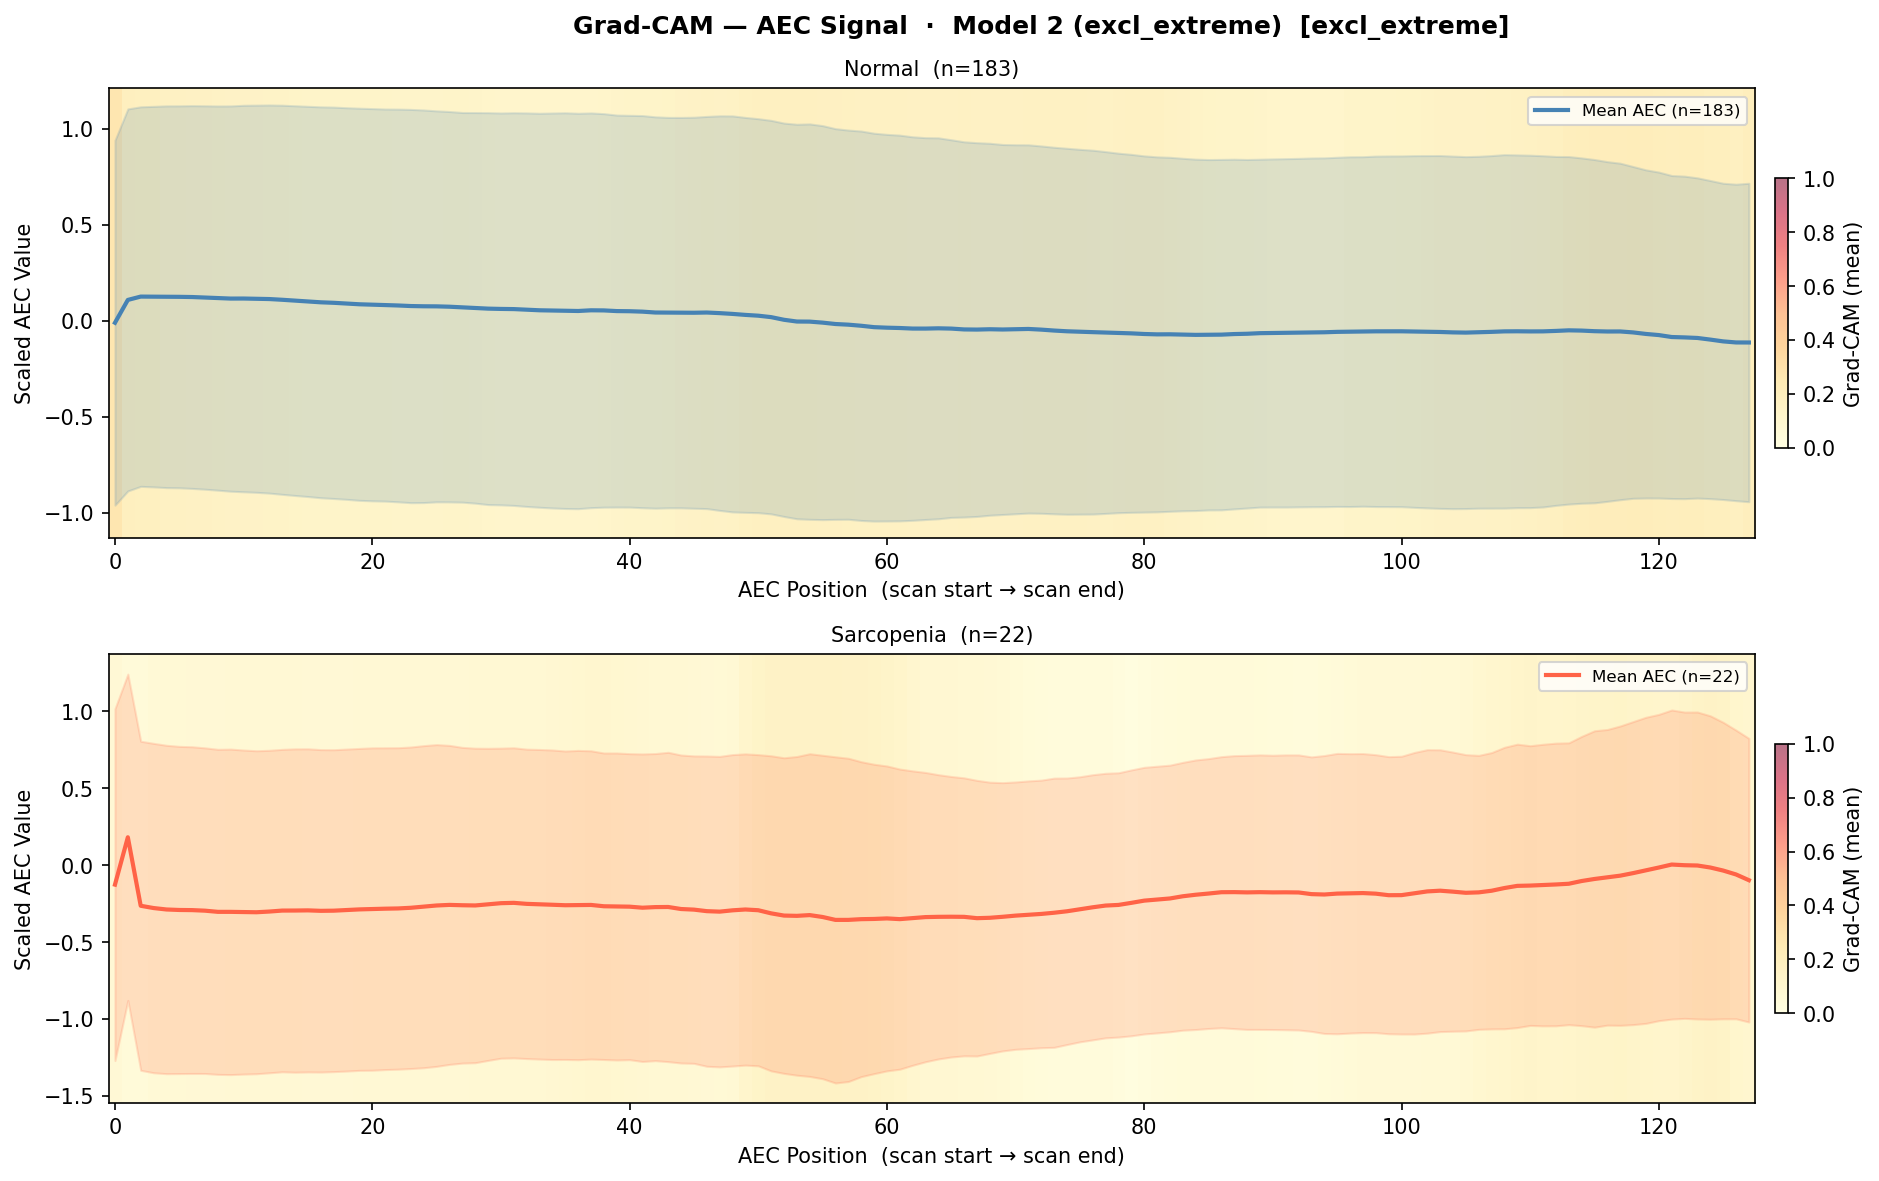 Grad-CAM — AEC Signal · Model 2 (excl_extreme) [excl_extreme]
Normal (n=183)
Mean AEC (n=183)
Scaled AEC Value
1.0
0.5
0.0
−0.5
−1.0
0 20 40 60 80 100 120
AEC Position (scan start → scan end)
1.0
0.8
0.6
0.4
0.2
0.0
Grad-CAM (mean)
Sarcopenia (n=22)
Mean AEC (n=22)
Scaled AEC Value
1.0
0.5
0.0
−0.5
−1.0
−1.5
0 20 40 60 80 100 120
AEC Position (scan start → scan end)
1.0
0.8
0.6
0.4
0.2
0.0
Grad-CAM (mean)